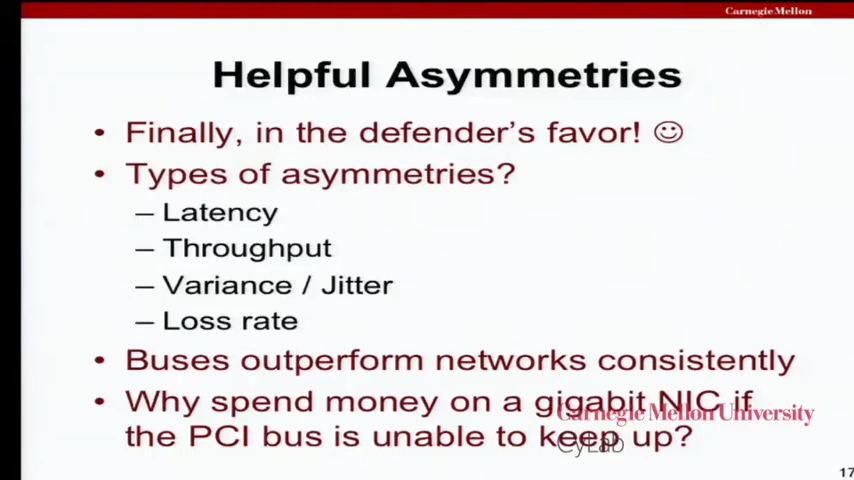 Carnegie Mellon
Helpful Asymmetries
• Finally, in the defender's favor! ☺
• Types of asymmetries?
– Latency
– Throughput
– Variance / Jitter
– Loss rate
• Buses outperform networks consistently
• Why spend money on a gigabit NIC if
the PCI bus is unable to keep up?
Carnegie Mellon University
CyLab
17